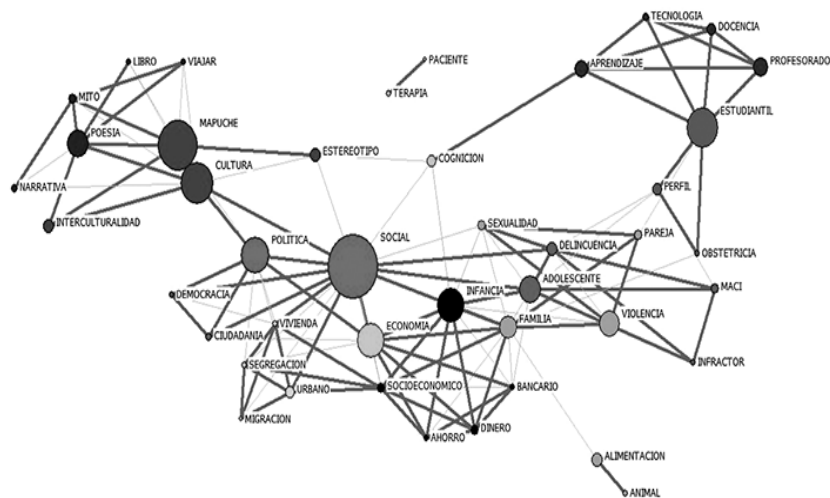 TECNOLOGIA
DOCENCIA
LIBRO
VIAJAR
PACIENTE
APRENDIZAJE
PROFESORADO
TERAPIA
MITO
ESTUDIANTIL
MAPUCHE
POESIA
ESTEREOTIPO
COGNICION
CULTURA
NARRATIVA
PERFIL
INTERCULTURALIDAD
SEXUALIDAD
PAREJA
POLITICA
SOCIAL
DELINCUENCIA
OBSTETRICIA
ADOLESCENTE
DEMOCRACIA
INFANCIA
MACI
VIVIENDA
ECONOMIA
FAMILIA
VIOLENCIA
CIUDADANIA
SEGREGACION
INFRACTOR
URBANO
SOCIOECONOMICO
BANCARIO
MIGRACION
AHORRO
DINERO
ALIMENTACION
ANIMAL